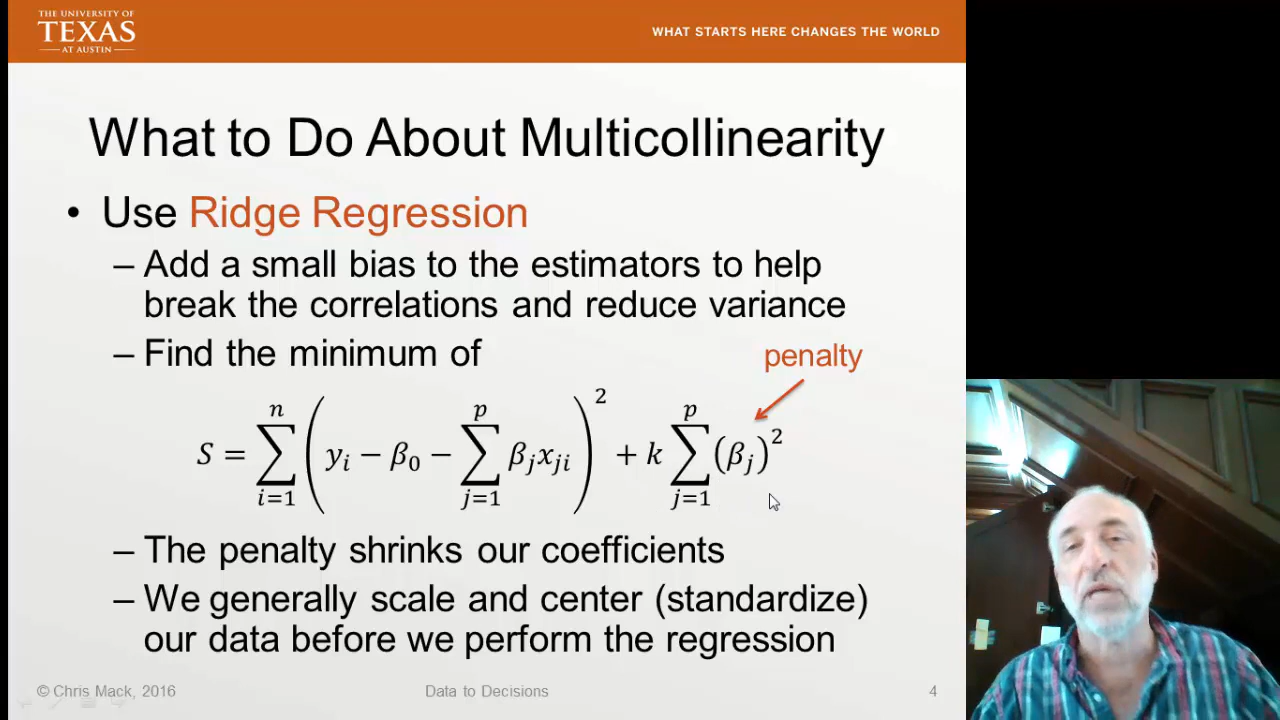 THE UNIVERSITY OF
TEXAS
AT AUSTIN
WHAT STARTS HERE CHANGES THE WORLD
What to Do About Multicollinearity
• Use Ridge Regression
– Add a small bias to the estimators to help
break the correlations and reduce variance
– Find the minimum of
penalty
S = ∑_{i=1}^{n} (y_i − β_0 − ∑_{j=1}^{p} β_j x_{ji})^2 + k ∑_{j=1}^{p} (β_j)^2
– The penalty shrinks our coefficients
– We generally scale and center (standardize)
our data before we perform the regression
© Chris Mack, 2016
Data to Decisions
4